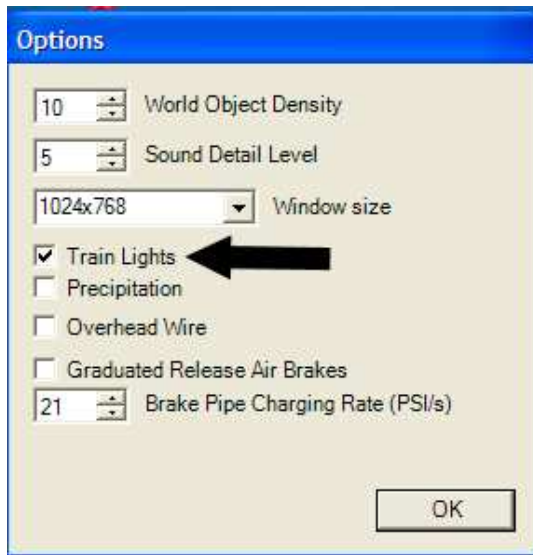 Options
10 World Object Density
5 Sound Detail Level
1024x768 Window size
Train Lights
Precipitation
Overhead Wire
Graduated Release Air Brakes
21 Brake Pipe Charging Rate (PSI/s)
OK